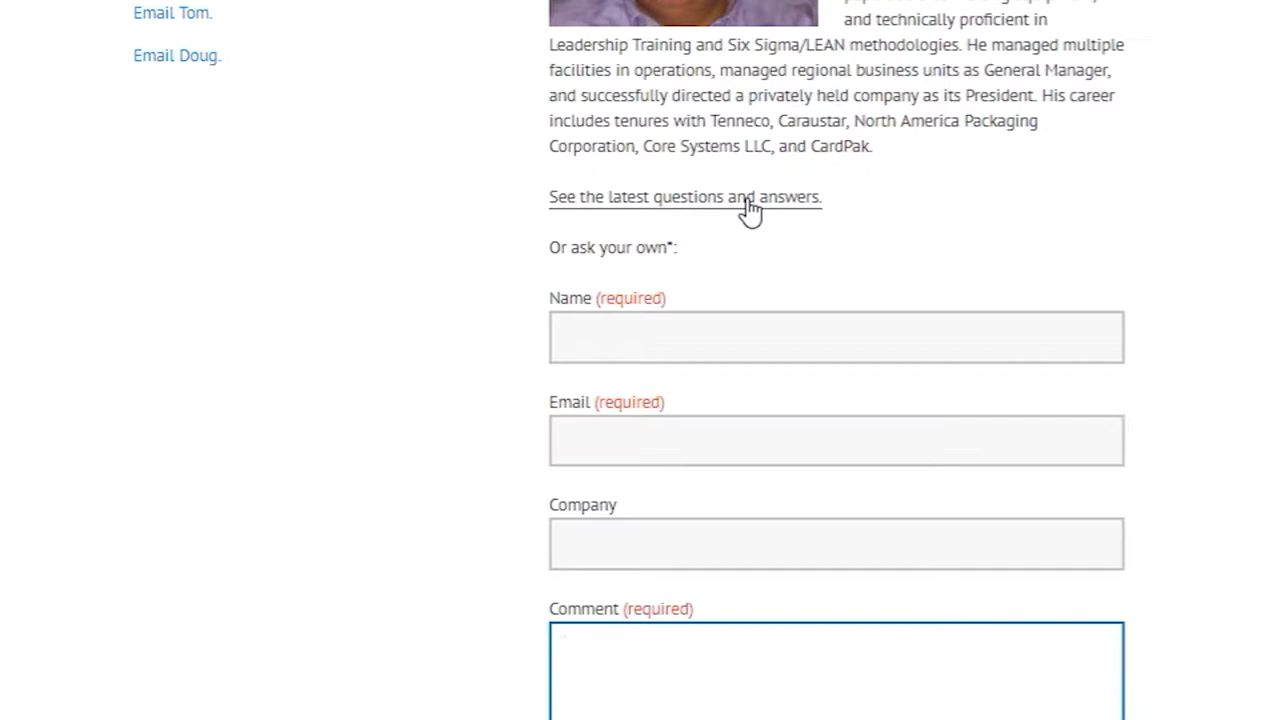 Email Tom.
Email Doug.
and technically proficient in
Leadership Training and Six Sigma/LEAN methodologies. He managed multiple
facilities in operations, managed regional business units as General Manager,
and successfully directed a privately held company as its President. His career
includes tenures with Tenneco, Caraustar, North America Packaging
Corporation, Core Systems LLC, and CardPak.
See the latest questions and answers.
Or ask your own*:
Name (required)
Email (required)
Company
Comment (required)